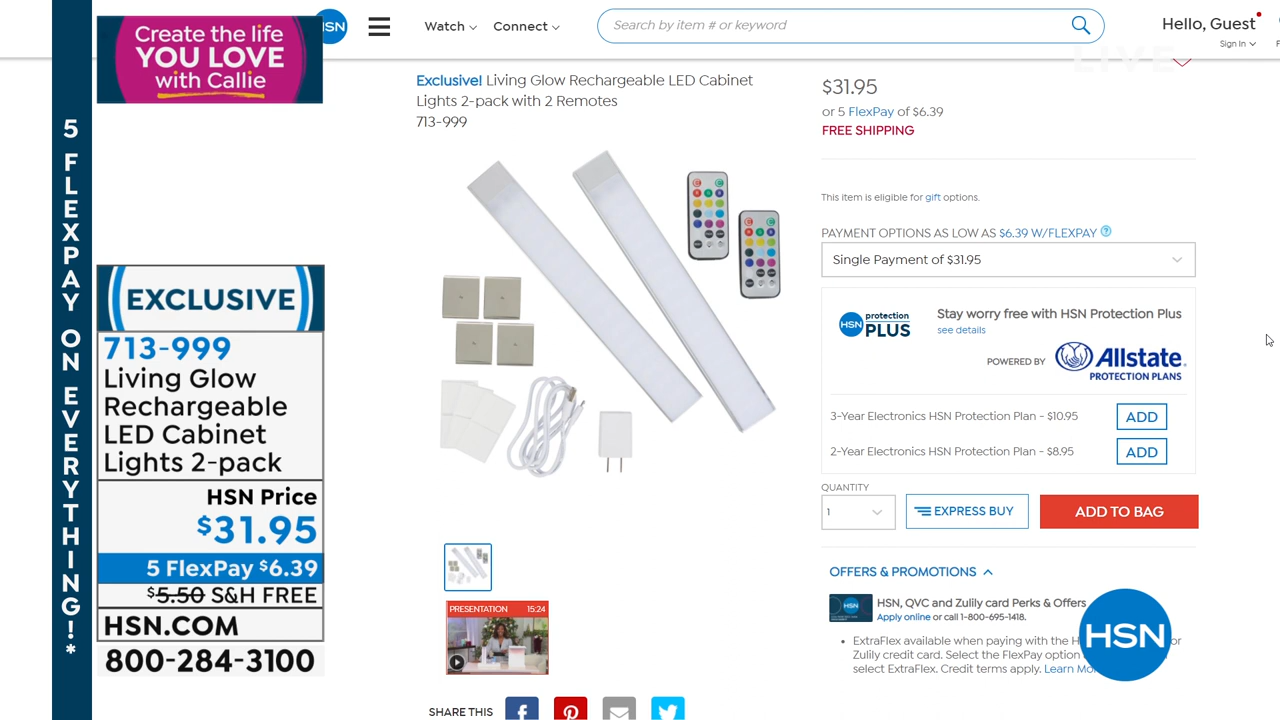 Create the life
YOU LOVE
with Callie
5 FLEXPAY ON EVERYTHING!*
EXCLUSIVE
713-999
Living Glow
Rechargeable
LED Cabinet
Lights 2-pack
HSN Price
$31.95
5 FlexPay $6.39
$5.50 S&H FREE
HSN.COM
800-284-3100
Watch
Connect
Search by item # or keyword
Hello, Guest
Sign In
LIVE
Exclusive! Living Glow Rechargeable LED Cabinet
Lights 2-pack with 2 Remotes
713-999
PRESENTATION 15:24
SHARE THIS
$31.95
or 5 FlexPay of $6.39
FREE SHIPPING
This item is eligible for gift options.
PAYMENT OPTIONS AS LOW AS $6.39 W/FLEXPAY ?
Single Payment of $31.95
HSN protection PLUS
Stay worry free with HSN Protection Plus
see details
POWERED BY Allstate
PROTECTION PLANS
3-Year Electronics HSN Protection Plan - $10.95 ADD
2-Year Electronics HSN Protection Plan - $8.95 ADD
QUANTITY
1
EXPRESS BUY
ADD TO BAG
OFFERS & PROMOTIONS
HSN, QVC and Zulily card Perks & Offers
Apply online or call 1-800-695-1418.
ExtraFlex available when paying with the H
or
Zulily credit card. Select the FlexPay option
select ExtraFlex. Credit terms apply. Learn Mo
HSN